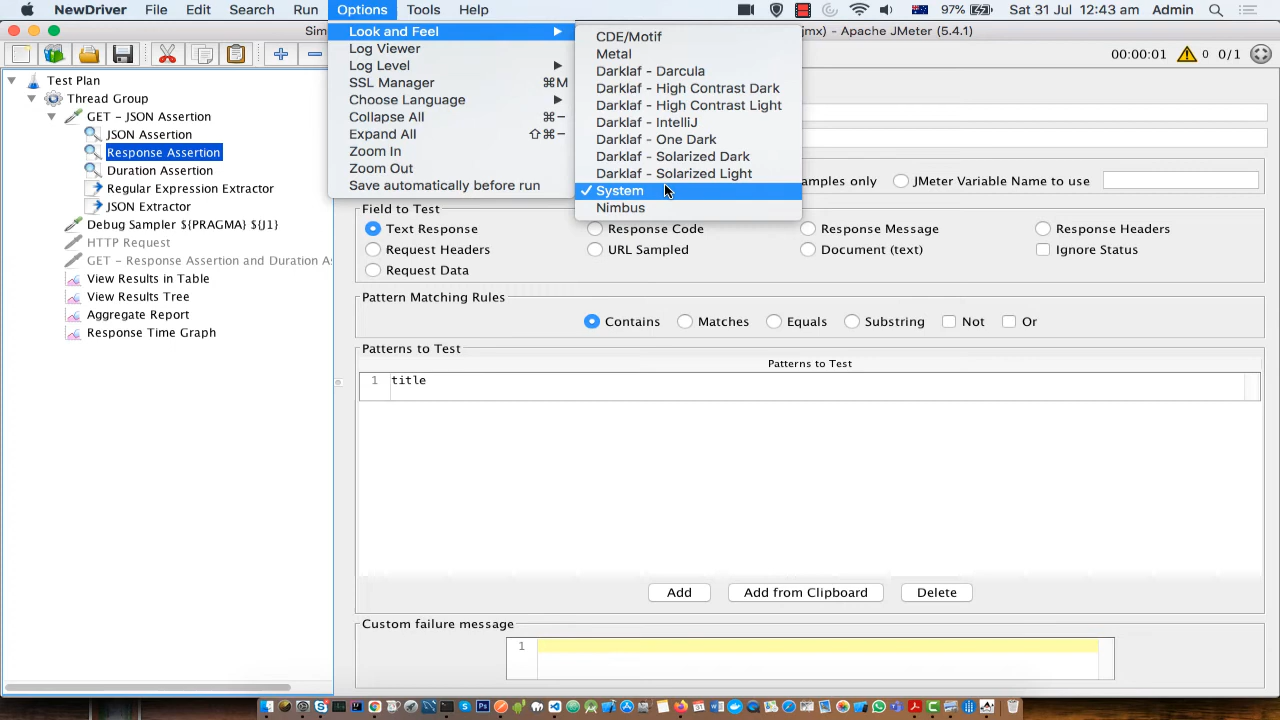 NewDriver File Edit Search Run Options Tools Help 97% Sat 31 Jul 12:43 am Admin
jmx) - Apache JMeter (5.4.1)
00:00:01 0 0/1
Test Plan
Thread Group
GET - JSON Assertion
JSON Assertion
Response Assertion
Duration Assertion
Regular Expression Extractor
JSON Extractor
Debug Sampler ${PRAGMA} ${J1}
HTTP Request
GET - Response Assertion and Duration As
View Results in Table
View Results Tree
Aggregate Report
Response Time Graph
Look and Feel
Log Viewer
Log Level
SSL Manager ⌘M
Choose Language
Collapse All ⌘−
Expand All ⇧⌘−
Zoom In
Zoom Out
Save automatically before run
CDE/Motif
Metal
Darklaf - Darcula
Darklaf - High Contrast Dark
Darklaf - High Contrast Light
Darklaf - IntelliJ
Darklaf - One Dark
Darklaf - Solarized Dark
Darklaf - Solarized Light
✓ System
Nimbus
only JMeter Variable Name to use
Field to Test
Text Response Response Code Response Message Response Headers
Request Headers URL Sampled Document (text) Ignore Status
Request Data
Pattern Matching Rules
Contains Matches Equals Substring Not Or
Patterns to Test
Patterns to Test
1 title
Add Add from Clipboard Delete
Custom failure message
1